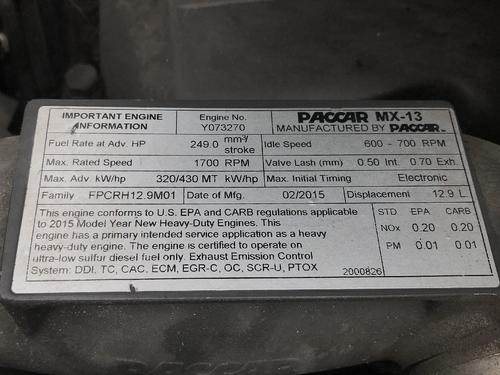 IMPORTANT ENGINE INFORMATION
Engine No. Y073270
PACCAR MX-13
MANUFACTURED BY PACCAR
Fuel Rate at Adv. HP 249.0 mm³/stroke
Idle Speed 600 - 700 RPM
Max. Rated Speed 1700 RPM
Valve Lash (mm) 0.50 Int. 0.70 Exh.
Max. Adv kW/hp 320/430 MT kW/hp
Max. Initial Timing Electronic
Family FPCRH12.9M01
Date of Mfg. 02/2015
Displacement 12.9 L
This engine conforms to U.S. EPA and CARB regulations applicable
to 2015 Model Year New Heavy-Duty Engines. This
engine has a primary intended service application as a heavy
heavy-duty engine. The engine is certified to operate on
ultra-low sulfur diesel fuel only. Exhaust Emission Control
System: DDI, TC, CAC, ECM, EGR-C, OC, SCR-U, PTOX
2000826
STD EPA CARB
NOx 0.20 0.20
PM 0.01 0.01